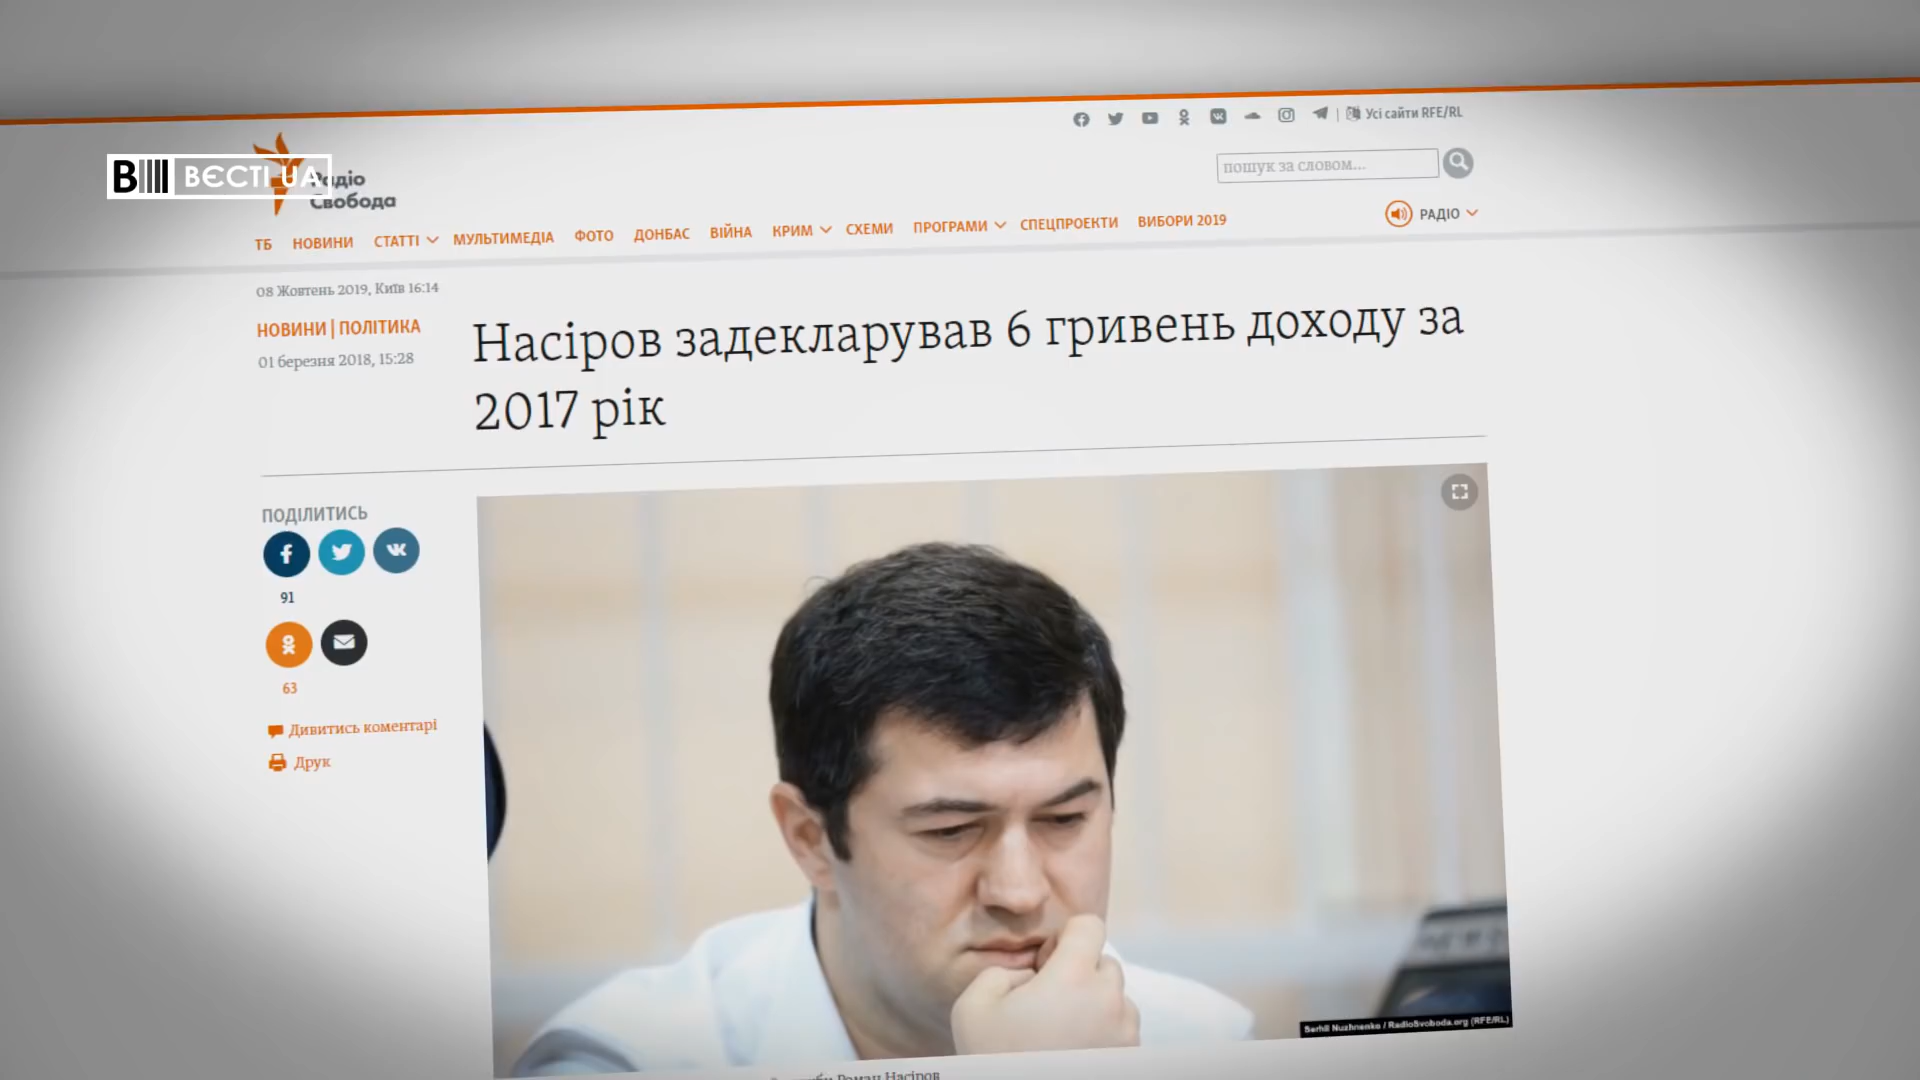 Усі сайти RFE/RL
В ВЄСТІ UA
Радіо
Свобода
пошук за словом...
ТБ НОВИНИ СТАТТІ МУЛЬТИМЕДІА ФОТО ДОНБАС ВІЙНА КРИМ СХЕМИ ПРОГРАМИ СПЕЦПРОЕКТИ ВИБОРИ 2019 РАДІО
08 Жовтень 2019, Київ 16:14
НОВИНИ | ПОЛІТИКА
01 березня 2018, 15:28
Насіров задекларував 6 гривень доходу за
2017 рік
ПОДІЛИТИСЬ
91
63
Дивитись коментарі
Друк
Serhii Nuzhnenko / RadioSvoboda.org (RFE/RL)
Роман Насіров